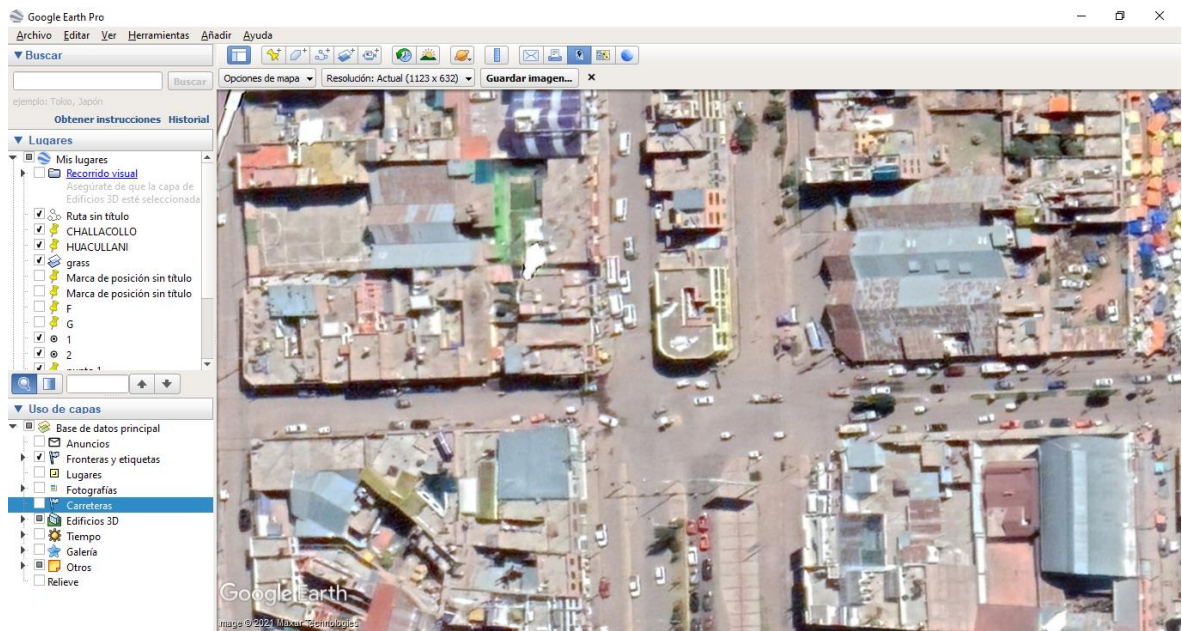 Google Earth Pro
Archivo Editar Ver Herramientas Añadir Ayuda
Buscar
Buscar
ejemplo: Tokio, Japón
Obtener instrucciones Historial
Lugares
Mis lugares
Recorrido visual
Asegúrate de que la capa de
Edificios 3D esté seleccionada
Ruta sin título
CHALLACOLLO
HUACULLANI
grass
Marca de posición sin título
Marca de posición sin título
F
G
1
2
Uso de capas
Base de datos principal
Anuncios
Fronteras y etiquetas
Lugares
Fotografías
Carreteras
Edificios 3D
Tiempo
Galería
Otros
Relieve
Opciones de mapa Resolución: Actual (1123 x 632) Guardar imagen...
Google Earth
Image © 2021 Maxar Technologies